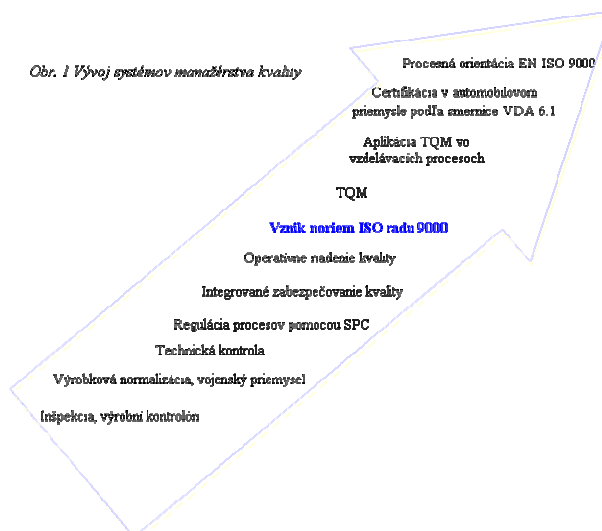 Obr. 1 Vývoj systémov manažérstva kvality
Procesná orientácia EN ISO 9000
Certifikácia v automobilovom
priemysle podľa smernice VDA 6.1
Aplikácia TQM vo
vzdelávacích procesoch
TQM
Vznik noriem ISO radu 9000
Operatívne riadenie kvality
Integrované zabezpečovanie kvality
Regulácia procesov pomocou SPC
Technická kontrola
Výrobková normalizácia, vojenský priemysel
Inšpekcia, výrobní kontrolóri